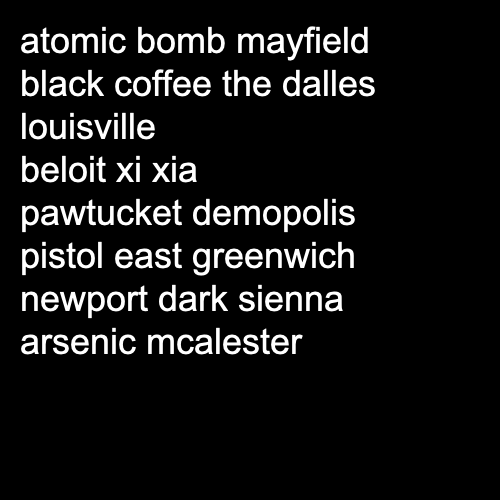 atomic bomb mayfield
black coffee the dalles
louisville
beloit xi xia
pawtucket demopolis
pistol east greenwich
newport dark sienna
arsenic mcalester